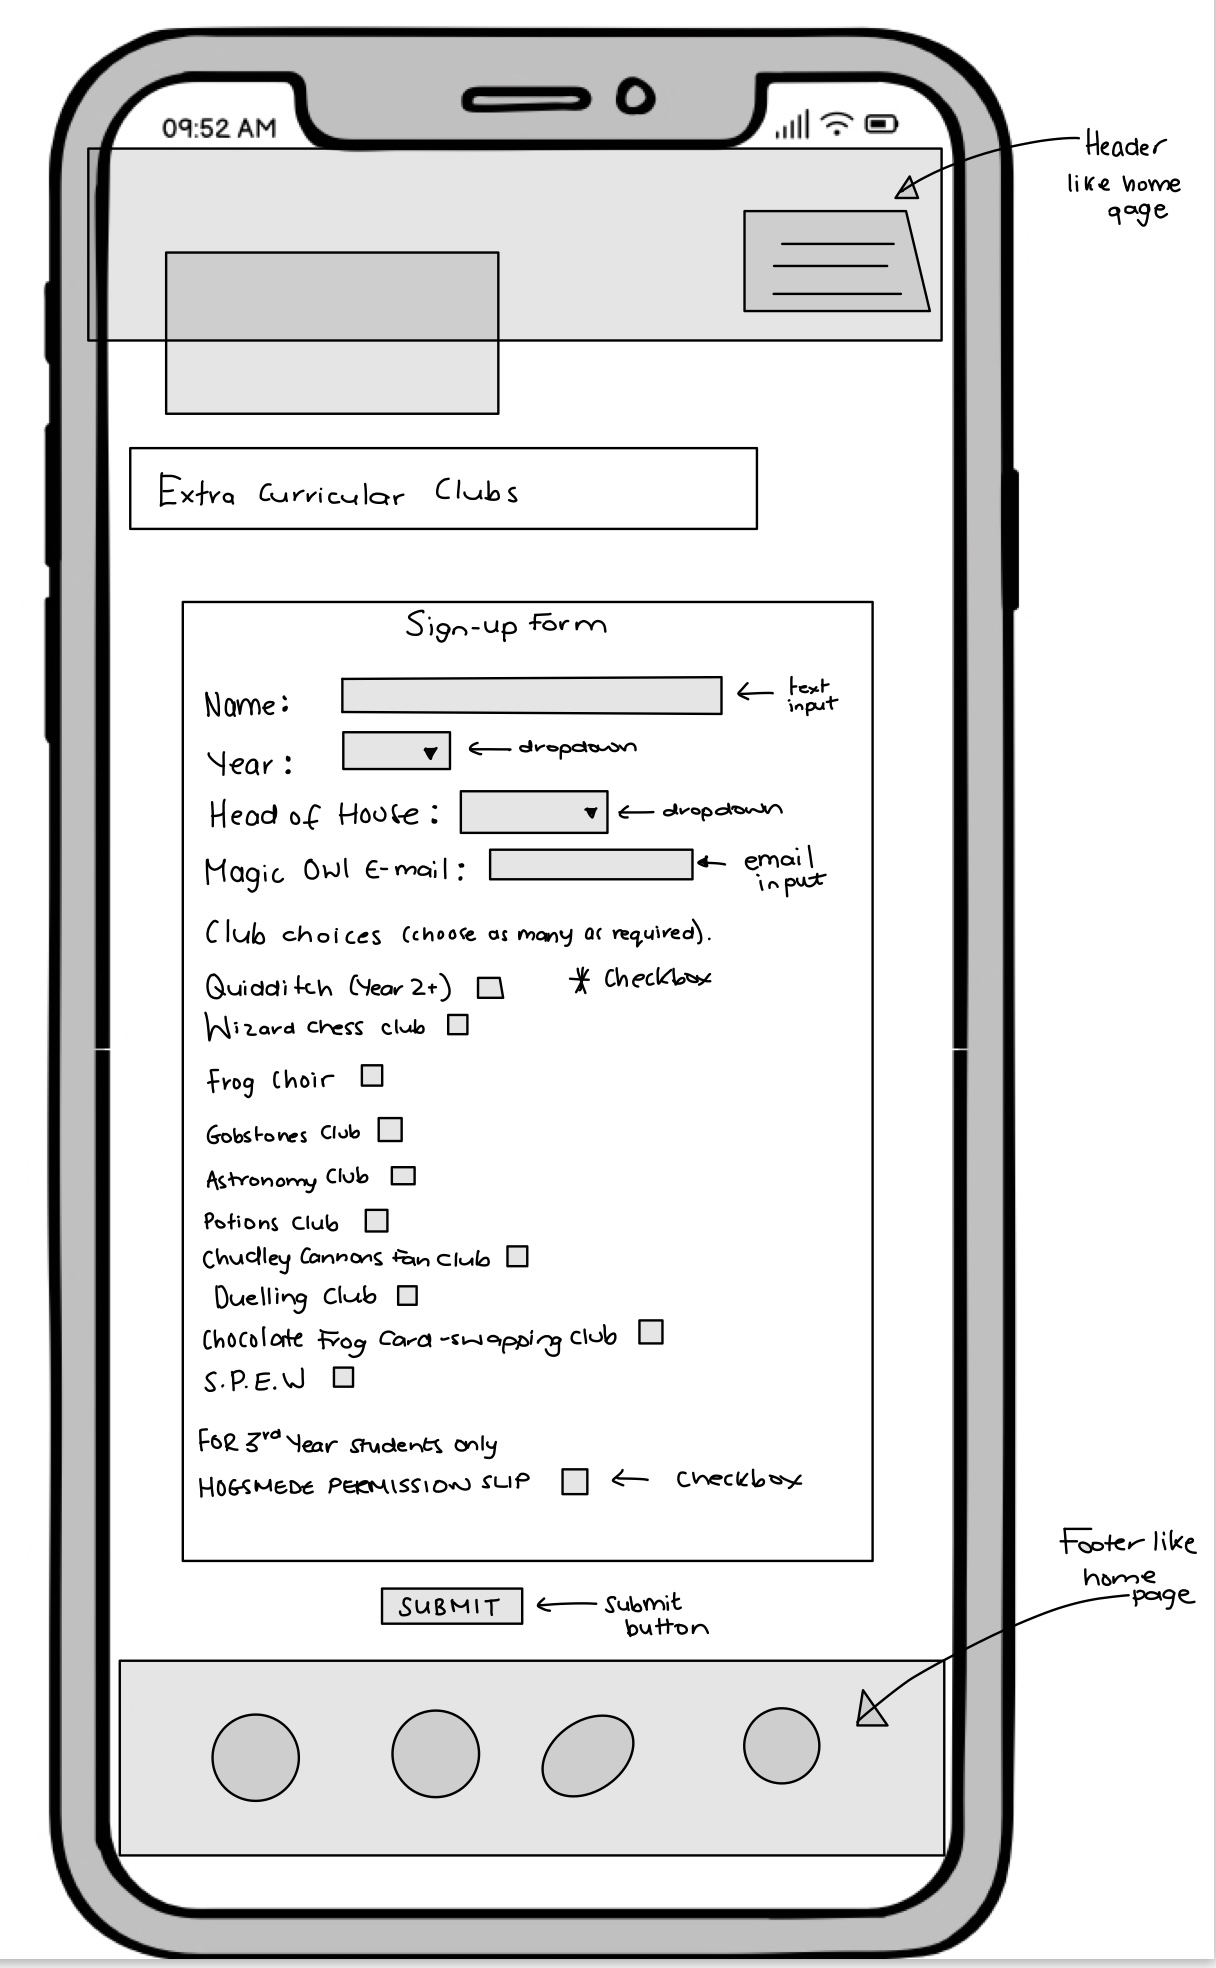 09:52 AM
Header
like home
page
Extra Curricular Clubs
Sign-up Form
Name:
text
input
Year:
dropdown
Head of House:
dropdown
Magic Owl E-mail:
email
input
Club choices (choose as many as required).
Quidditch (Year 2+)
* Checkbox
Wizard chess club
Frog Choir
Gobstones Club
Astronomy Club
Potions Club
Chudley Cannons Fan Club
Duelling Club
Chocolate Frog Card-swapping Club
S.P.E.W
FOR 3rd Year students only
HOGSMEDE PERMISSION SLIP
Checkbox
Footer like
home
page
SUBMIT
Submit
button